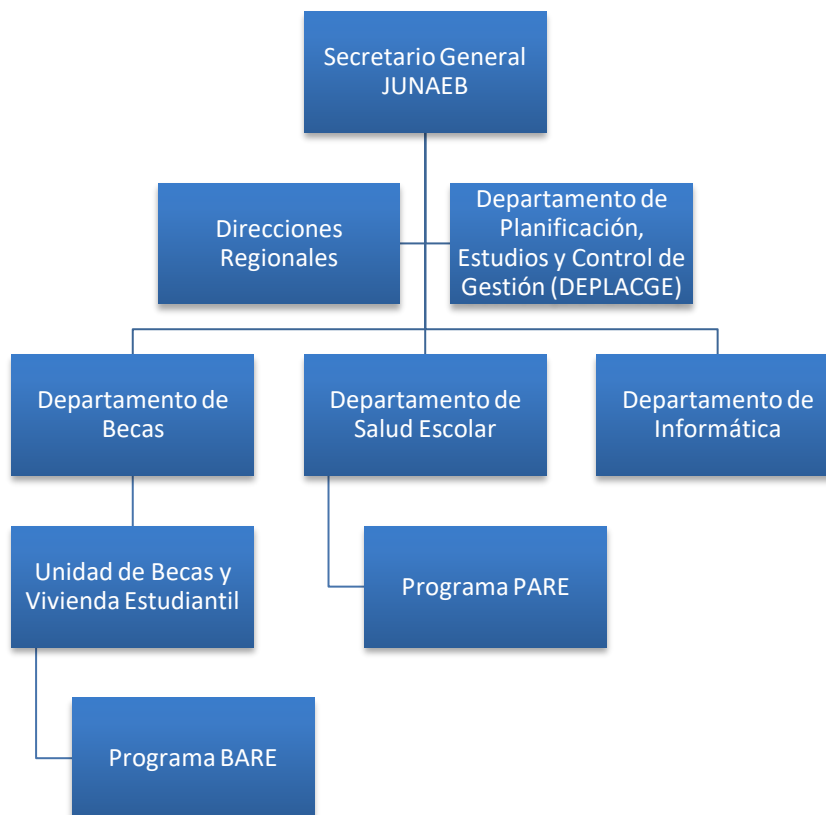 Secretario General
JUNAEB
Direcciones
Regionales
Departamento de
Planificación,
Estudios y Control de
Gestión (DEPLACGE)
Departamento de
Becas
Departamento de
Salud Escolar
Departamento de
Informática
Unidad de Becas y
Vivienda Estudiantil
Programa PARE
Programa BARE